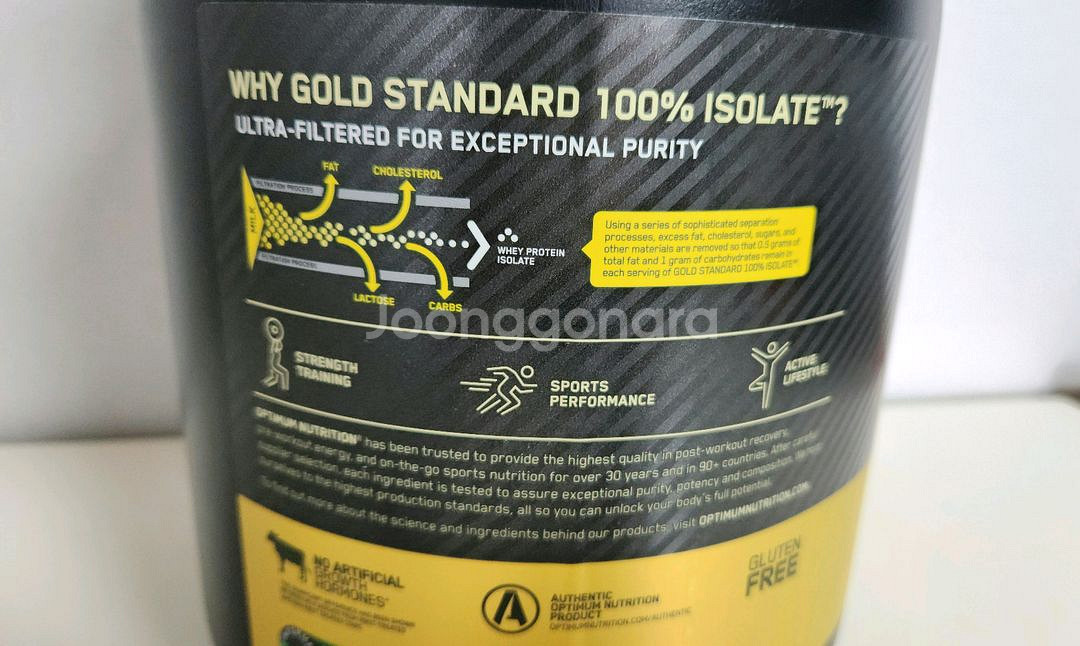 WHY GOLD STANDARD 100% ISOLATE™?
ULTRA-FILTERED FOR EXCEPTIONAL PURITY
FAT
CHOLESTEROL
FILTRATION PROCESS
MILK
WHEY PROTEIN
ISOLATE
FILTRATION PROCESS
LACTOSE
CARBS
Using a series of sophisticated separation
processes, excess fat, cholesterol, sugars, and
other materials are removed so that 0.5 grams of
total fat and 1 gram of carbohydrates remain in
each serving of GOLD STANDARD 100% ISOLATE™
Joonggonara
STRENGTH
TRAINING
SPORTS
PERFORMANCE
ACTIVE
LIFESTYLE
OPTIMUM NUTRITION® has been trusted to provide the highest quality in post-workout recovery,
workout energy, and on-the-go sports nutrition for over 30 years and in 90+ countries. After careful
selection, each ingredient is tested to assure exceptional purity, potency and composition.
to the highest production standards, all so you can unlock your body's full potential.
To find out more about the science and ingredients behind our products, visit OPTIMUMNUTRITION.COM.
NO ARTIFICIAL
GROWTH
HORMONES*
AUTHENTIC
OPTIMUM NUTRITION
PRODUCT
OPTIMUMNUTRITION.COM/AUTHENTIC
GLUTEN
FREE